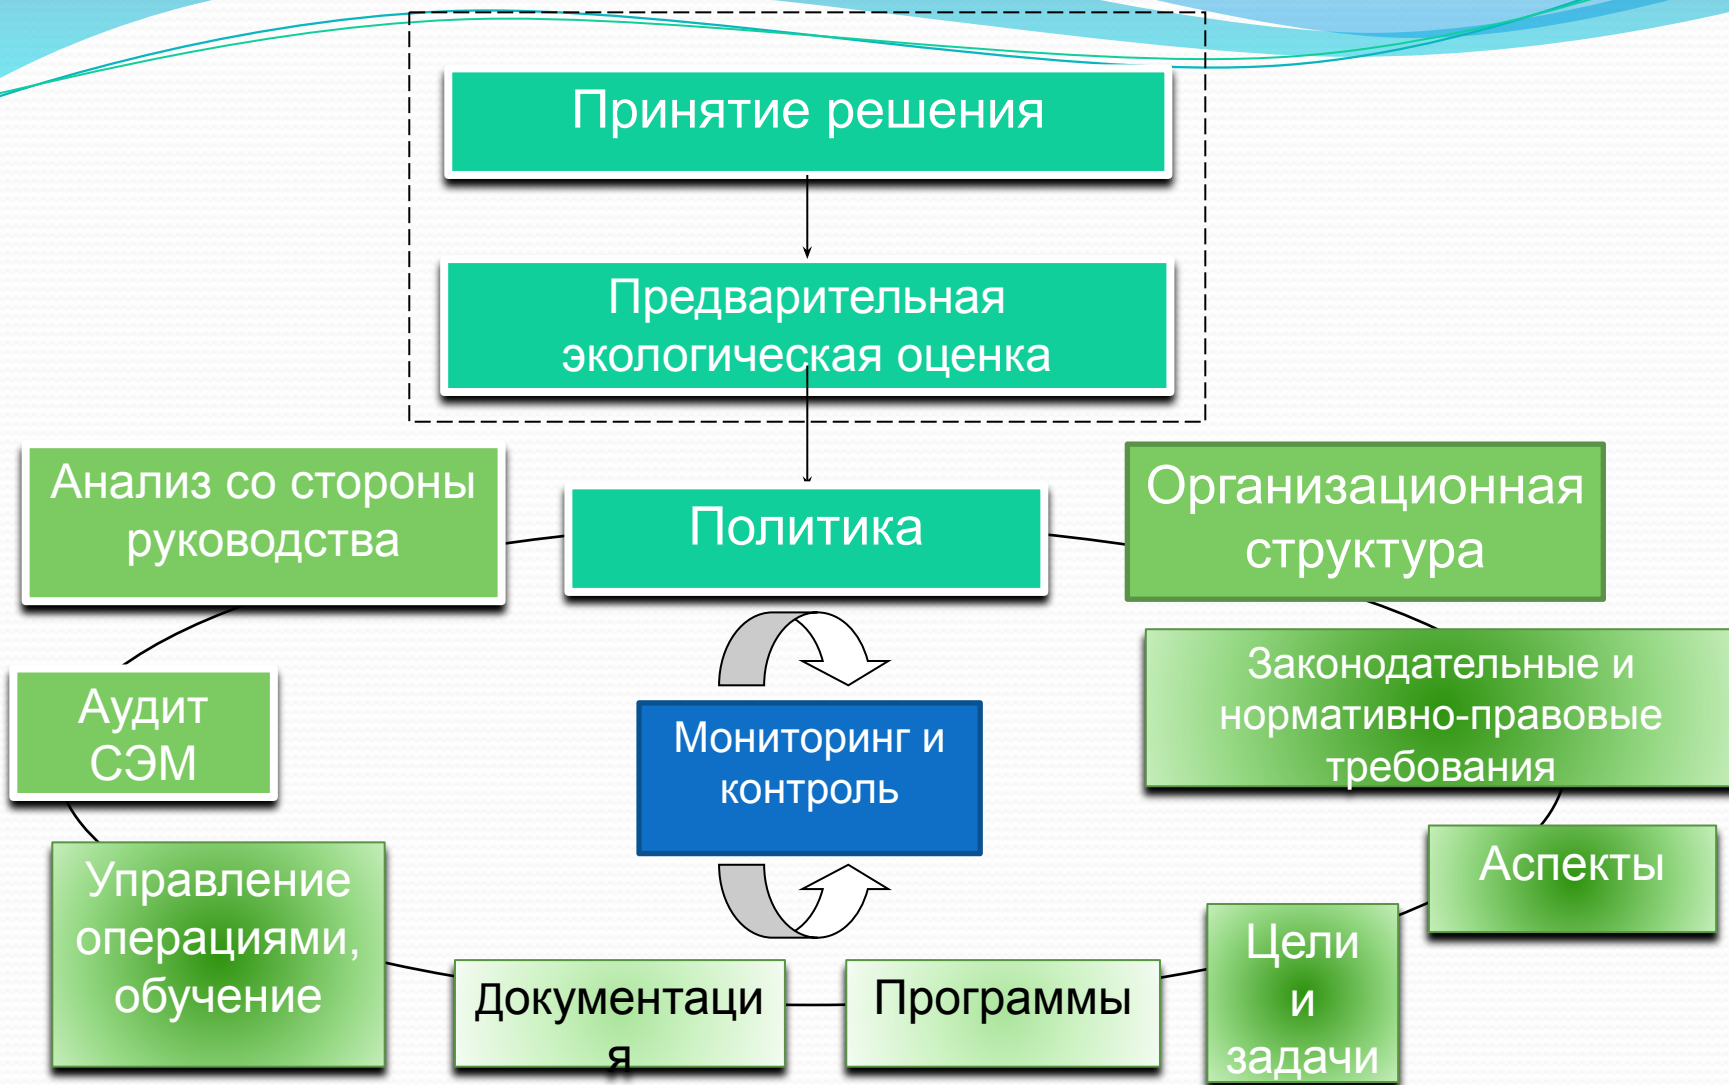 Принятие решения
Предварительная
экологическая оценка
Анализ со стороны
руководства
Политика
Организационная
структура
Аудит
СЭМ
Мониторинг и
контроль
Законодательные и
нормативно-правовые
требования
Аспекты
Управление
операциями,
обучение
Документаци
я
Программы
Цели
и
задачи